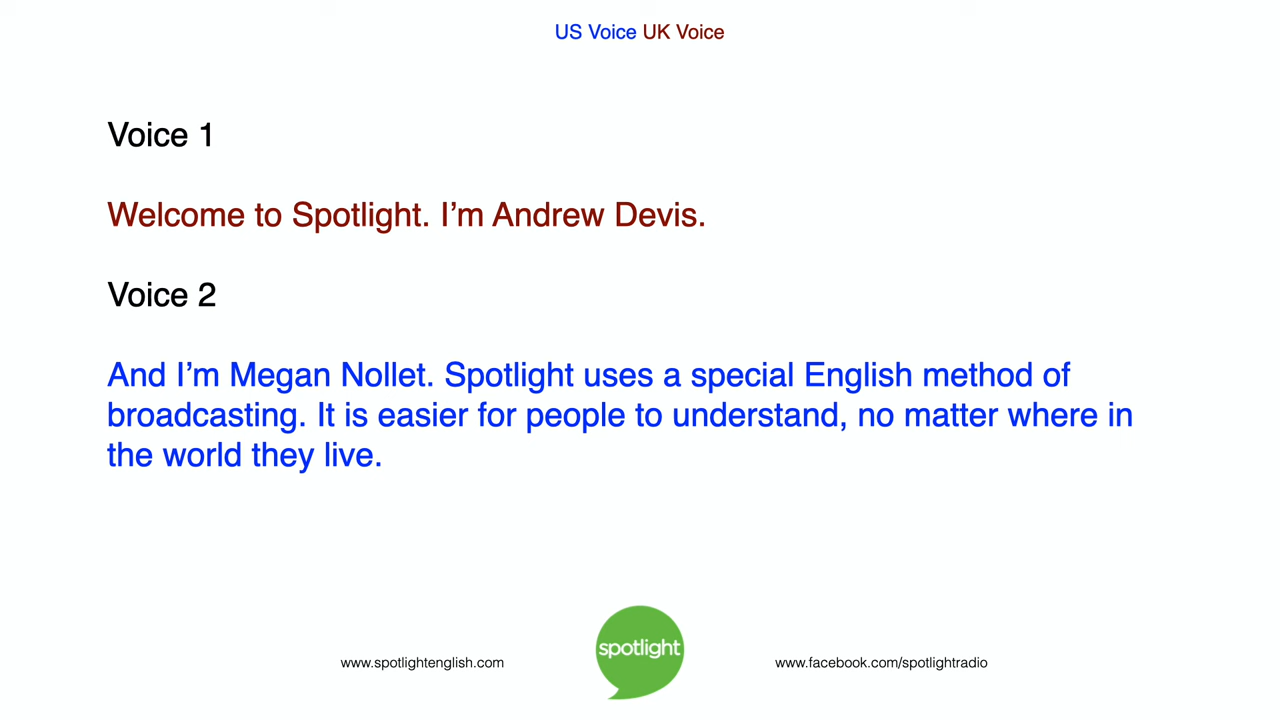 US Voice UK Voice
Voice 1
Welcome to Spotlight. I’m Andrew Devis.
Voice 2
And I’m Megan Nollet. Spotlight uses a special English method of
broadcasting. It is easier for people to understand, no matter where in
the world they live.
www.spotlightenglish.com
spotlight
www.facebook.com/spotlightradio